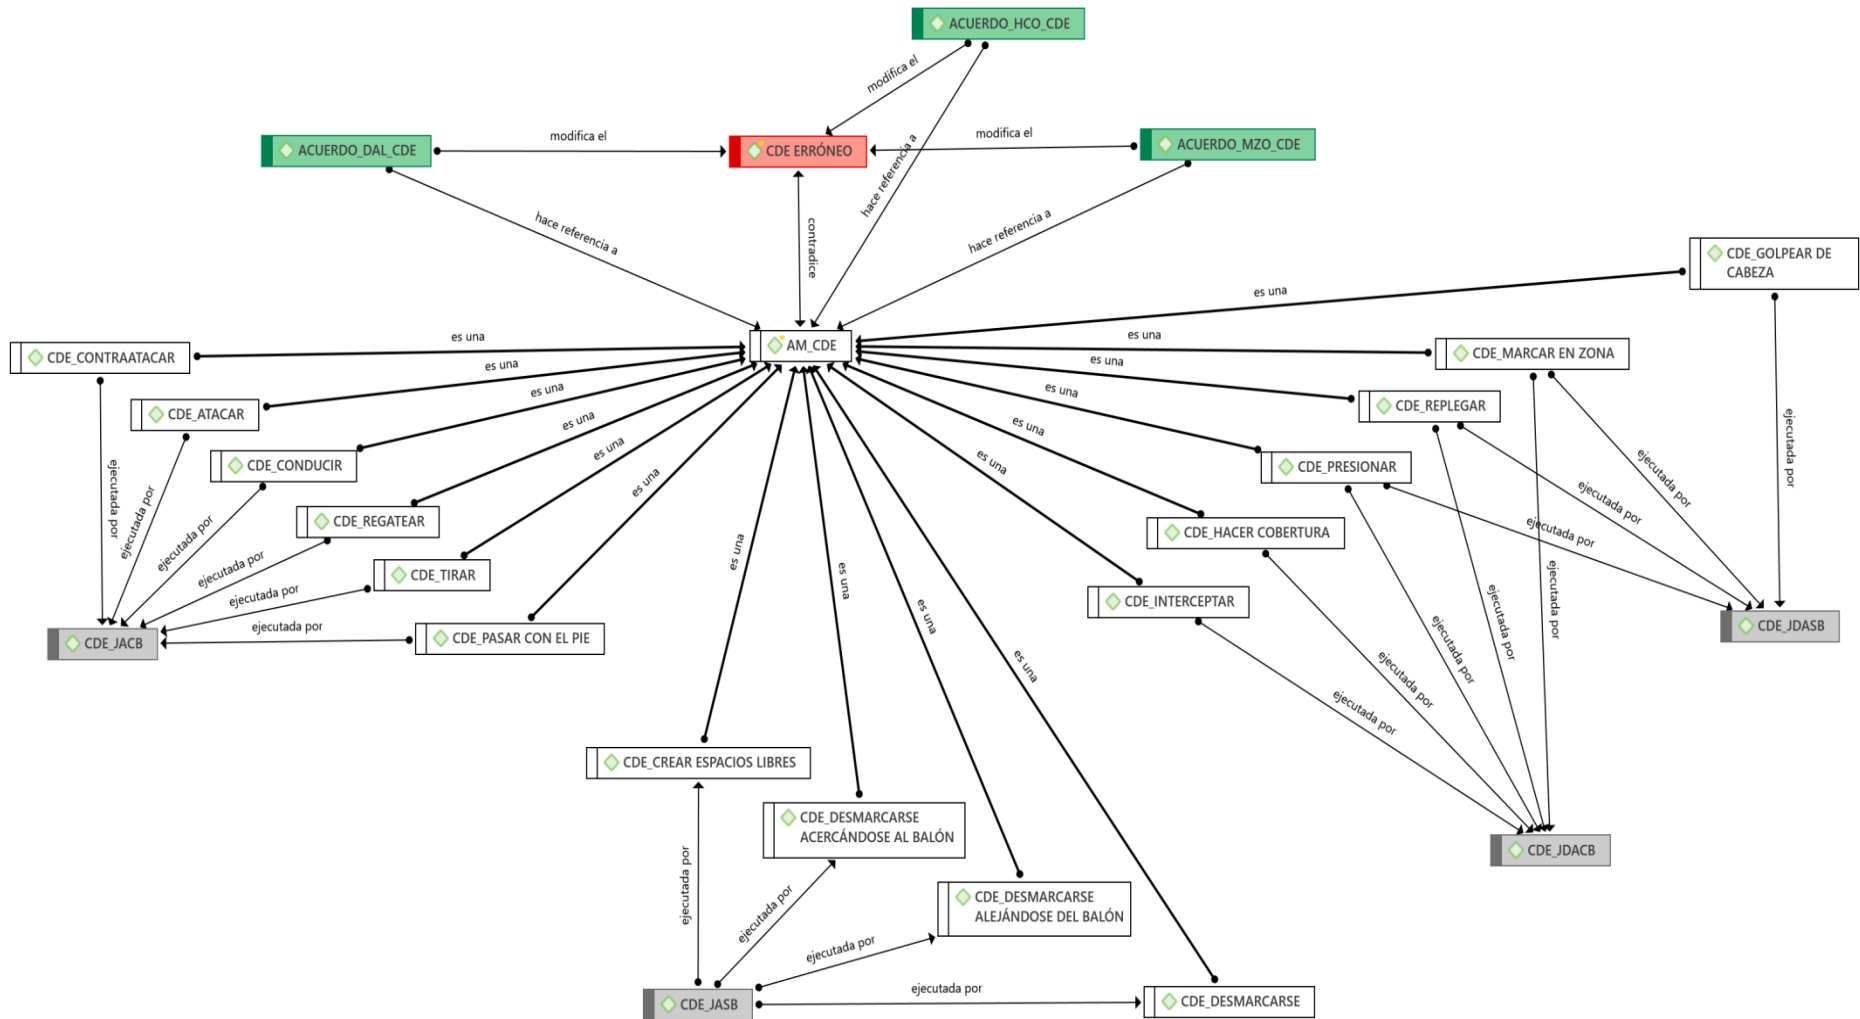 ACUERDO_HCO_CDE
modifica el
ACUERDO_DAL_CDE
modifica el
CDE ERRÓNEO
modifica el
ACUERDO_MZO_CDE
hace referencia a
hace referencia a
contradice
hace referencia a
CDE_GOLPEAR DE
CABEZA
es una
CDE_CONTRAATACAR
es una
AM_CDE
es una
CDE_MARCAR EN ZONA
es una
es una
CDE_ATACAR
es una
es una
CDE_REPLEGAR
ejecutada por
es una
es una
CDE_CONDUCIR
es una
es una
CDE_PRESIONAR
ejecutada por
ejecutada por
ejecutada por
ejecutada por
CDE_REGATEAR
ejecutada por
CDE_HACER COBERTURA
ejecutada por
ejecutada por
CDE_TIRAR
es una
es una
ejecutada por
CDE_INTERCEPTAR
ejecutada por
ejecutada por
ejecutada por
CDE_JACB
ejecutada por
CDE_PASAR CON EL PIE
es una
ejecutada por
CDE_JDASB
es una
ejecutada por
ejecutada por
CDE_CREAR ESPACIOS LIBRES
CDE_DESMARCARSE
ACERCÁNDOSE AL BALÓN
CDE_JDACB
ejecutada por
ejecutada por
CDE_DESMARCARSE
ALEJÁNDOSE DEL BALÓN
ejecutada por
CDE_JASB
ejecutada por
CDE_DESMARCARSE